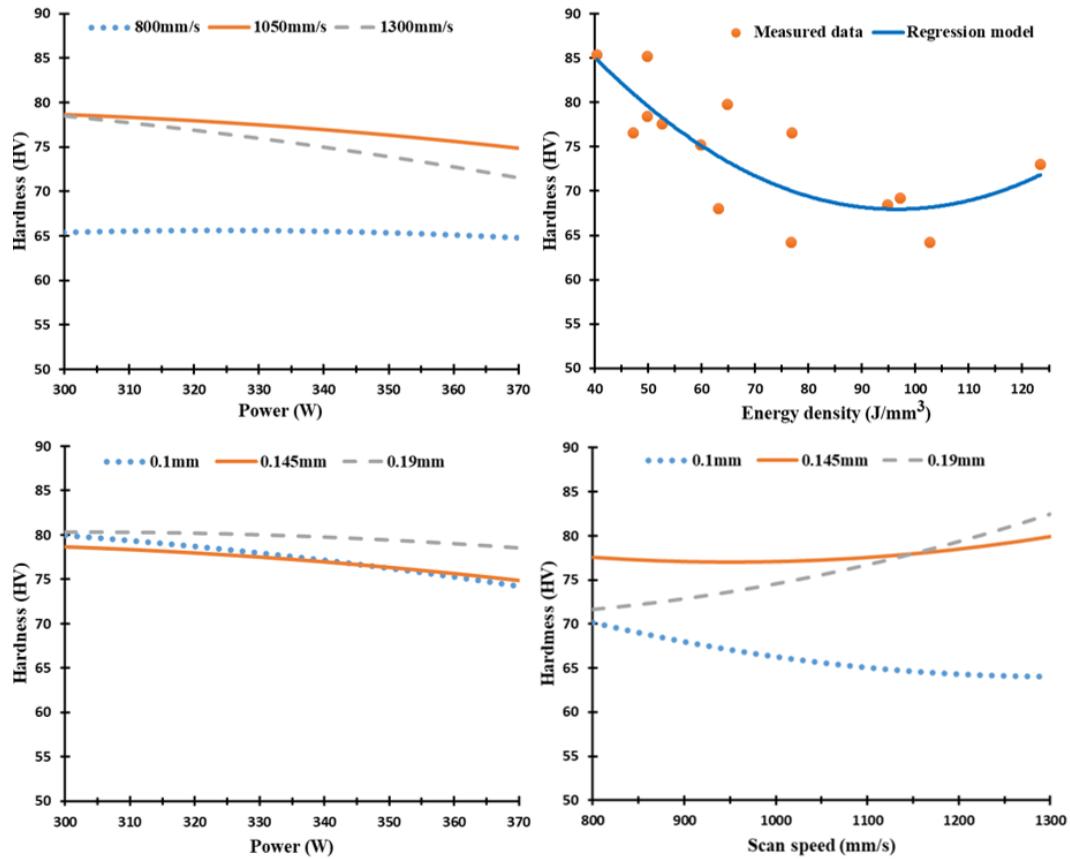 800mm/s 1050mm/s 1300mm/s
Hardness (HV)
90
85
80
75
70
65
60
55
50
300 310 320 330 340 350 360 370
Power (W)
Measured data Regression model
Hardness (HV)
90
85
80
75
70
65
60
55
50
40 50 60 70 80 90 100 110 120
Energy density (J/mm³)
0.1mm 0.145mm 0.19mm
Hardness (HV)
90
85
80
75
70
65
60
55
50
300 310 320 330 340 350 360 370
Power (W)
0.1mm 0.145mm 0.19mm
Hardmess (HV)
90
85
80
75
70
65
60
55
50
800 900 1000 1100 1200 1300
Scan speed (mm/s)